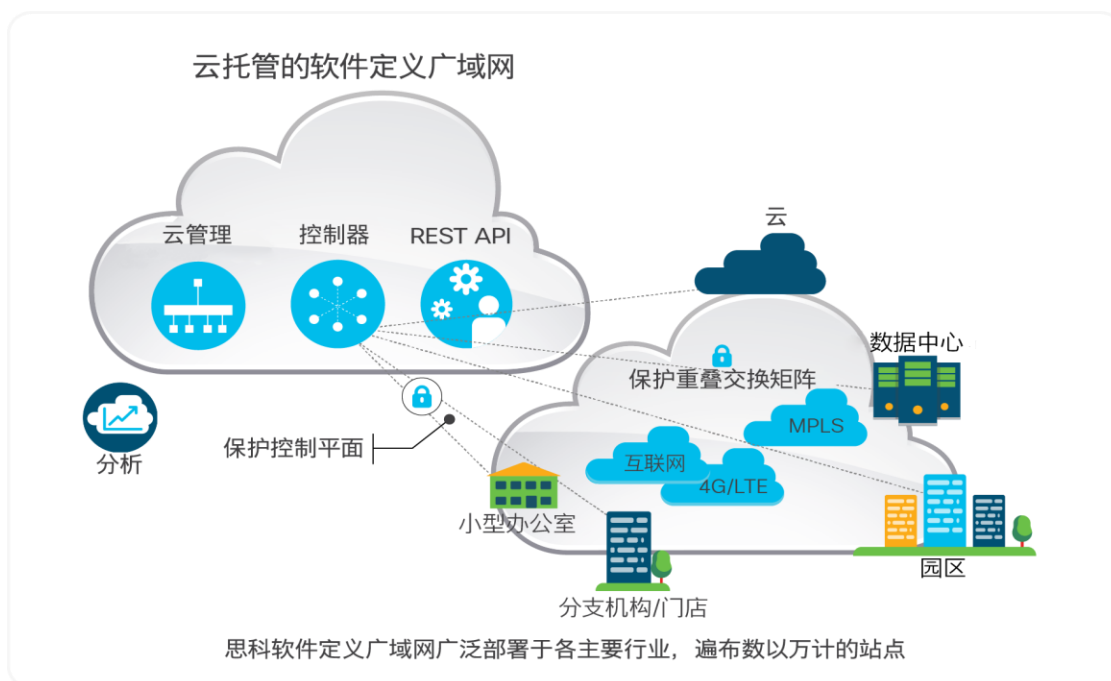 云托管的软件定义广域网
云管理
控制器
REST API
云
数据中心
保护重叠交换矩阵
MPLS
互联网
4G/LTE
分析
保护控制平面
小型办公室
园区
分支机构/门店
思科软件定义广域网广泛部署于各主要行业，遍布数以万计的站点